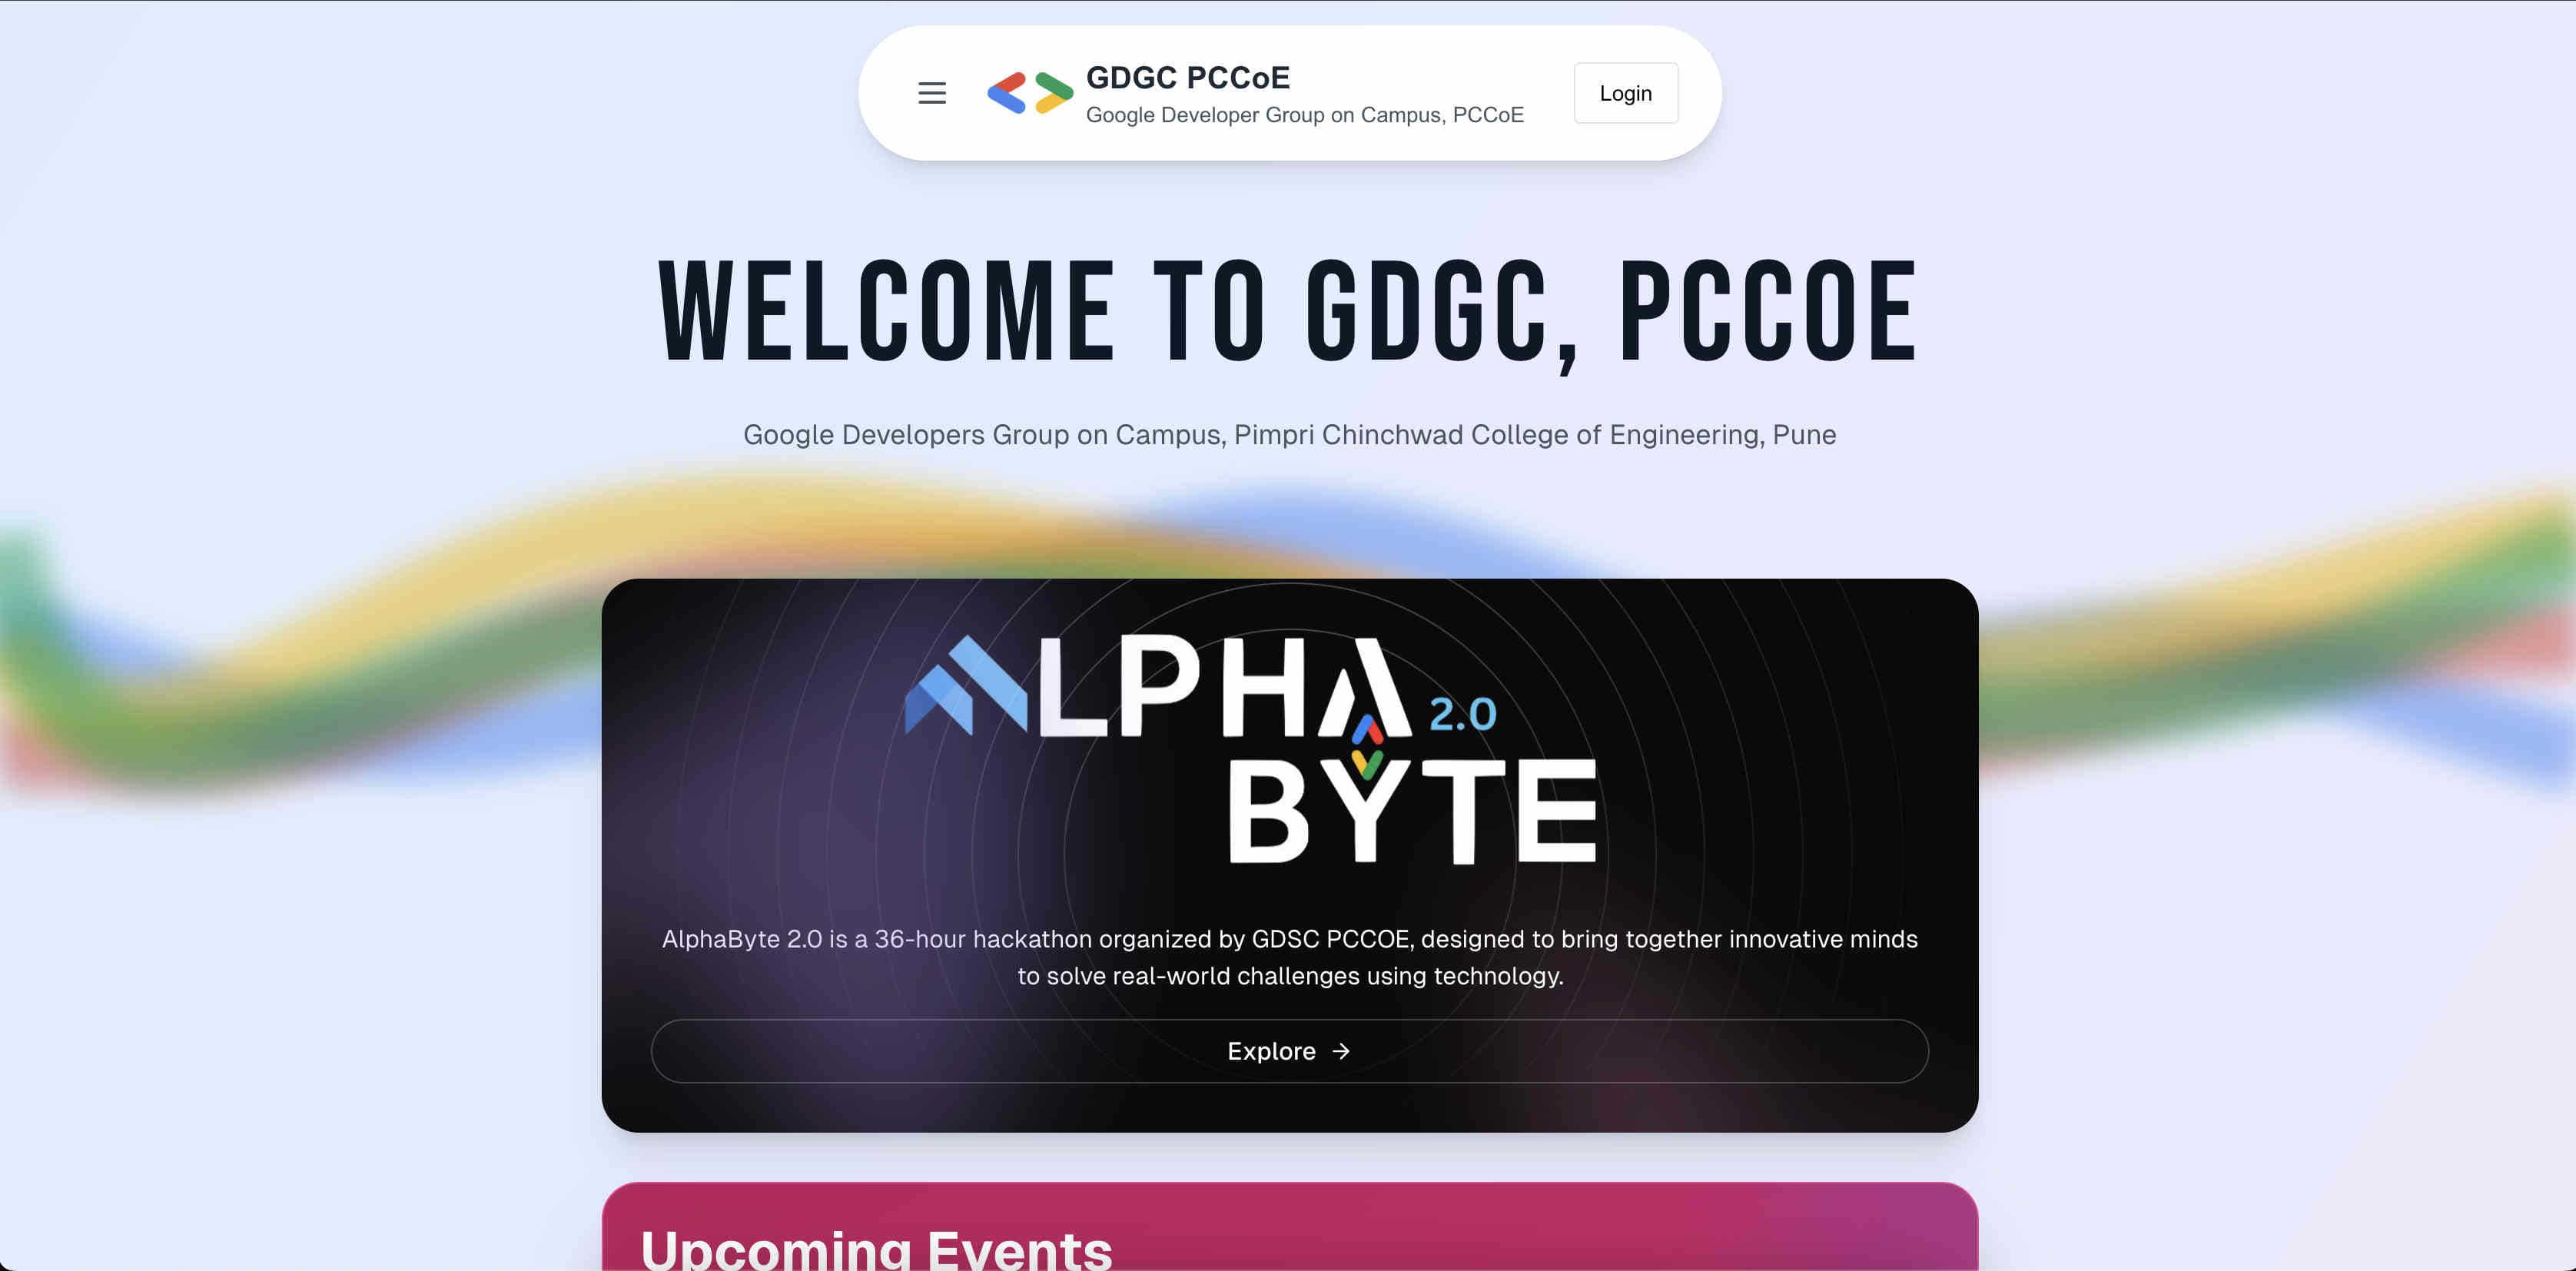 GDGC PCCoE
Google Developer Group on Campus, PCCoE
Login
WELCOME TO GDGC, PCCOE
Google Developers Group on Campus, Pimpri Chinchwad College of Engineering, Pune
ALPHA 2.0
BYTE
AlphaByte 2.0 is a 36-hour hackathon organized by GDSC PCCOE, designed to bring together innovative minds
to solve real-world challenges using technology.
Explore →
Upcoming Events